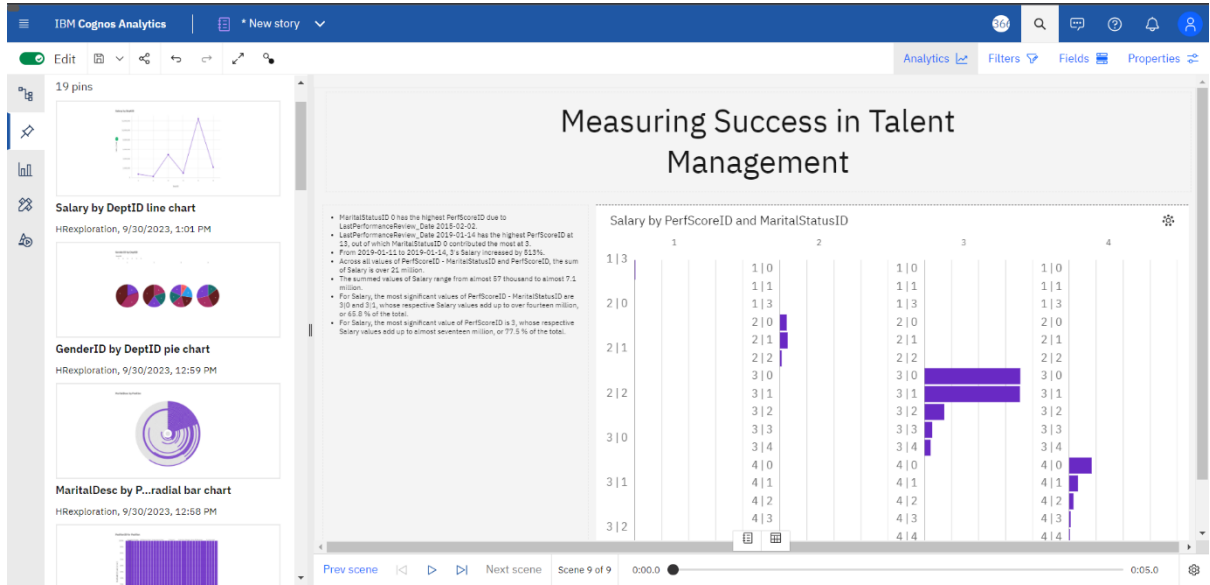 IBM Cognos Analytics
* New story
Edit
Analytics
Filters
Fields
Properties
19 pins
Salary by DeptID line chart
HRexploration, 9/30/2023, 1:01 PM
GenderID by DeptID pie chart
HRexploration, 9/30/2023, 12:59 PM
MaritalDesc by P...radial bar chart
HRexploration, 9/30/2023, 12:58 PM
Measuring Success in Talent
Management
MaritalStatusID 0 has the highest PerfScoreID due to
LastPerformanceReview_Date 2015-02-02.
LastPerformanceReview_Date 2019-01-14 has the highest PerfScoreID at
13, out of which MaritalStatusID 0 contributed the most at 3.
From 2019-01-11 to 2019-01-14, 3's Salary increased by 513%.
Across all values of PerfScoreID - MaritalStatusID and PerfScoreID, the sum
of Salary is over 21 million.
The summed values of Salary range from almost 57 thousand to almost 7.1
million.
For Salary, the most significant values of PerfScoreID - MaritalStatusID are
3|0 and 3|1, whose respective Salary values add up to over fourteen million,
or 65.8 % of the total.
For Salary, the most significant value of PerfScoreID is 3, whose respective
Salary values add up to almost seventeen million, or 77.5 % of the total.
Salary by PerfScoreID and MaritalStatusID
1 2 3 4
1|3
2|0
2|1
2|2
3|0
3|1
3|2
1|0 1|0 1|0
1|1 1|1 1|1
1|3 1|3 1|3
2|0 2|0 2|0
2|1 2|1 2|1
2|2 2|2 2|2
3|0 3|0 3|0
3|1 3|1 3|1
3|2 3|2 3|2
3|3 3|3 3|3
3|4 3|4 3|4
4|0 4|0 4|0
4|1 4|1 4|1
4|2 4|2 4|2
4|3 4|3 4|3
4|4 4|4
Prev scene
Next scene
Scene 9 of 9
0:00.0
0:05.0